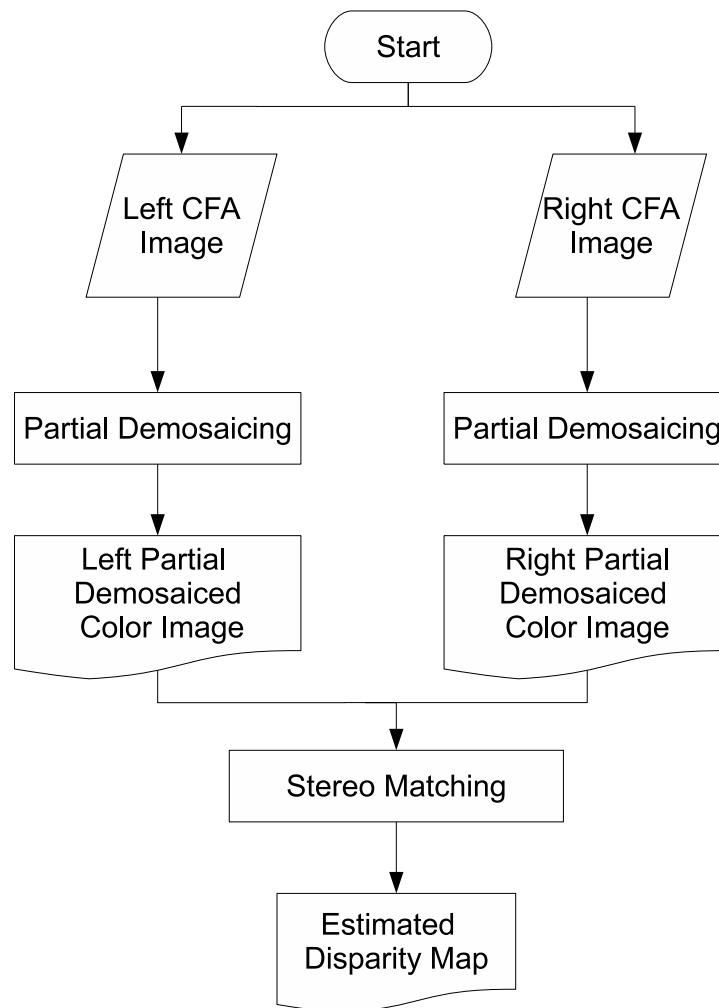 Start
Left CFA
Image
Right CFA
Image
Partial Demosaicing
Partial Demosaicing
Left Partial
Demosaiced
Color Image
Right Partial
Demosaiced
Color Image
Stereo Matching
Estimated
Disparity Map